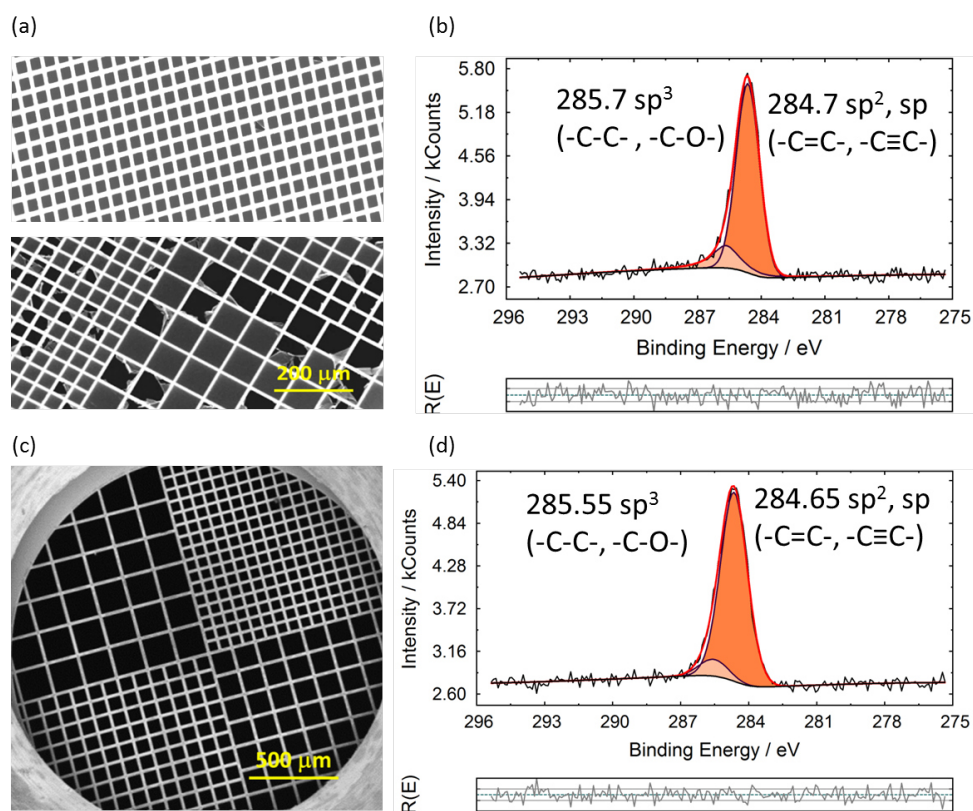 (a)
200 μm
(b)
5.80
5.18
4.56
3.94
3.32
2.70
Intensity / kCounts
285.7 sp³
(-C-C- , -C-O-)
284.7 sp², sp
(-C=C-, -C≡C-)
296 293 290 287 284 281 278 275
Binding Energy / eV
R(E)
(c)
500 μm
(d)
5.40
4.84
4.28
3.72
3.16
2.60
Intensity / kCounts
285.55 sp³
(-C-C-, -C-O-)
284.65 sp², sp
(-C=C-, -C≡C-)
296 293 290 287 284 281 278 275
Binding Energy / eV
R(E)